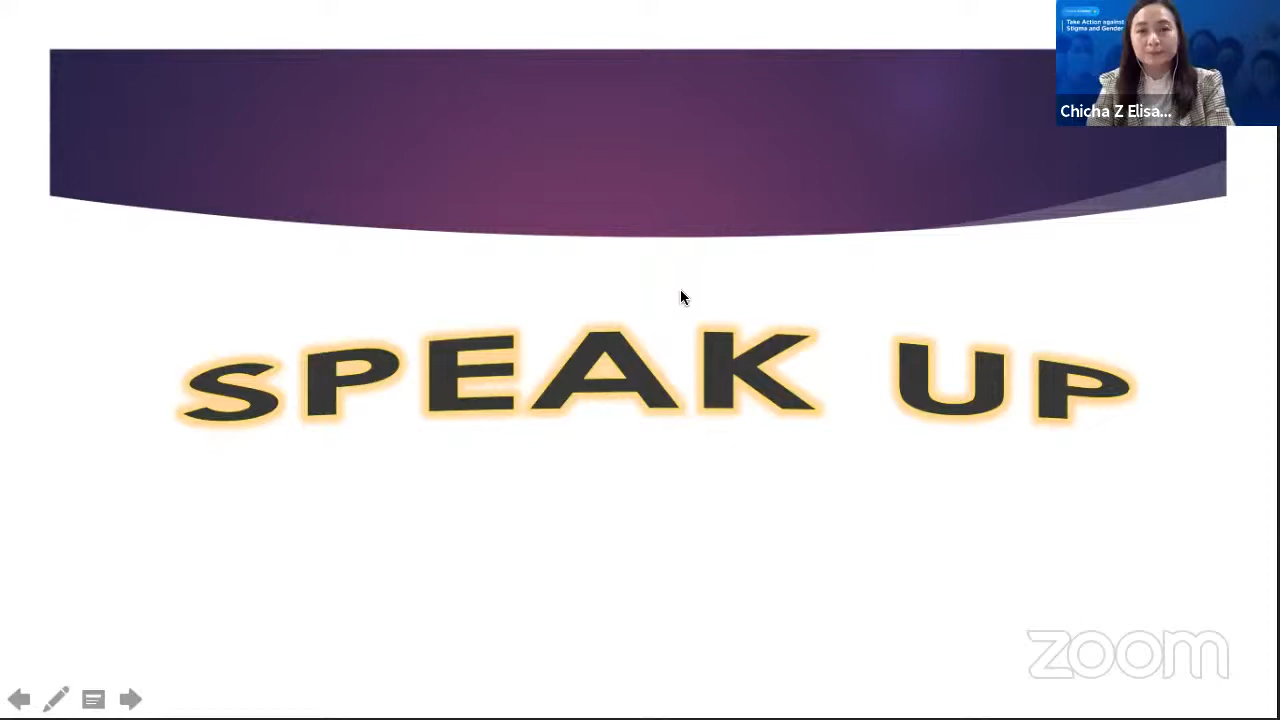 Take Action against
Stigma and Gender
Chicha Z Elisa...
SPEAK UP
zoom